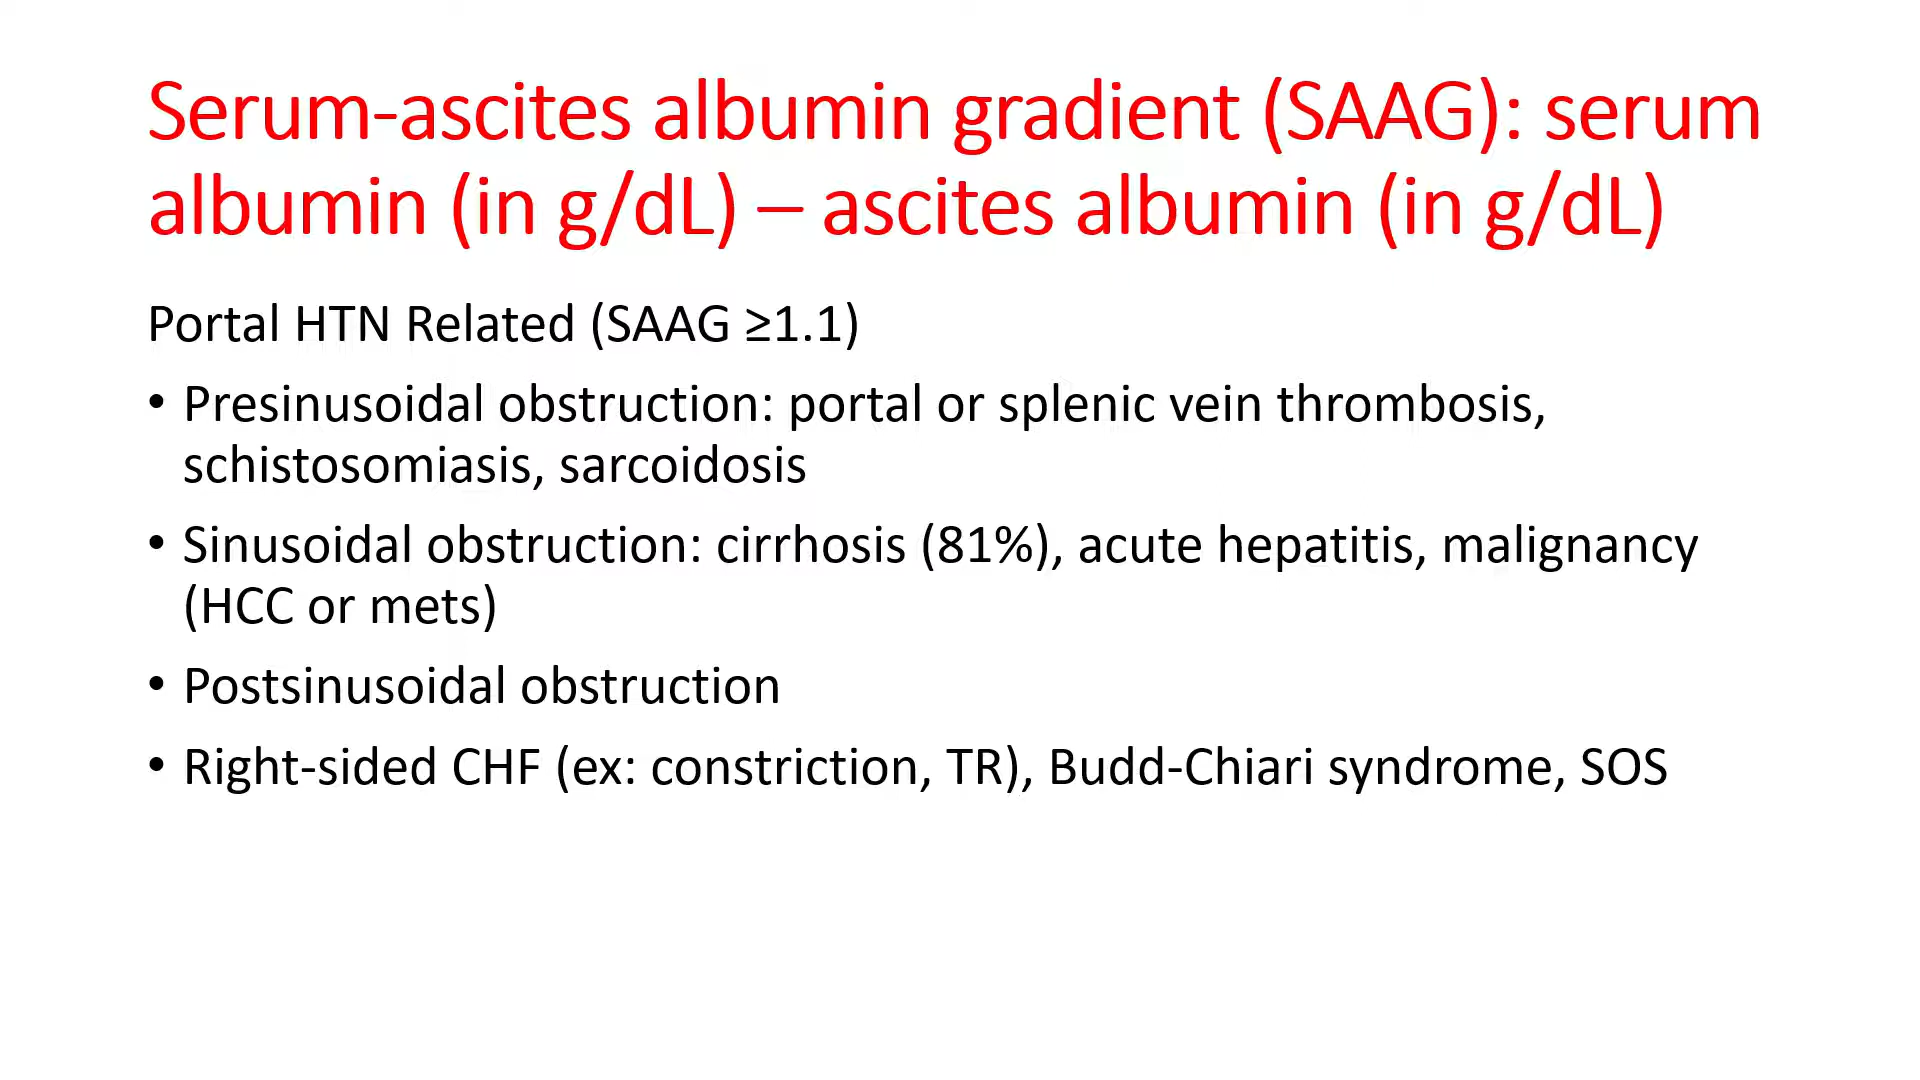 Serum-ascites albumin gradient (SAAG): serum
albumin (in g/dL) – ascites albumin (in g/dL)
Portal HTN Related (SAAG ≥1.1)
• Presinusoidal obstruction: portal or splenic vein thrombosis,
schistosomiasis, sarcoidosis
• Sinusoidal obstruction: cirrhosis (81%), acute hepatitis, malignancy
(HCC or mets)
• Postsinusoidal obstruction
• Right-sided CHF (ex: constriction, TR), Budd-Chiari syndrome, SOS